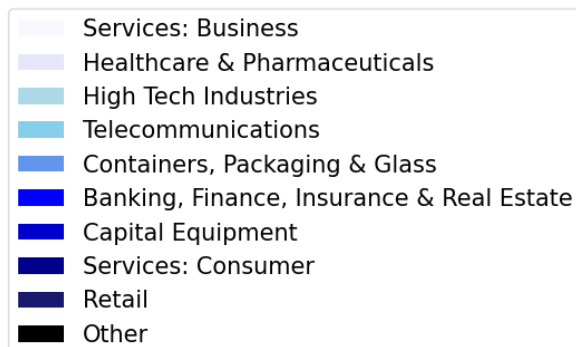 Services: Business
Healthcare & Pharmaceuticals
High Tech Industries
Telecommunications
Containers, Packaging & Glass
Banking, Finance, Insurance & Real Estate
Capital Equipment
Services: Consumer
Retail
Other